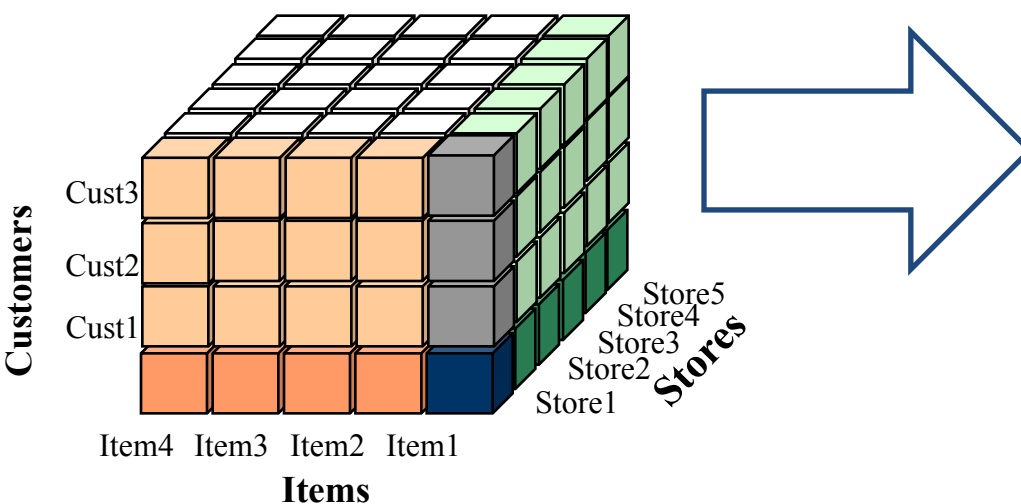 Cust3
Cust2
Cust1
Customers
Item4 Item3 Item2 Item1
Items
Store5
Store4
Store3
Store2
Store1
Stores